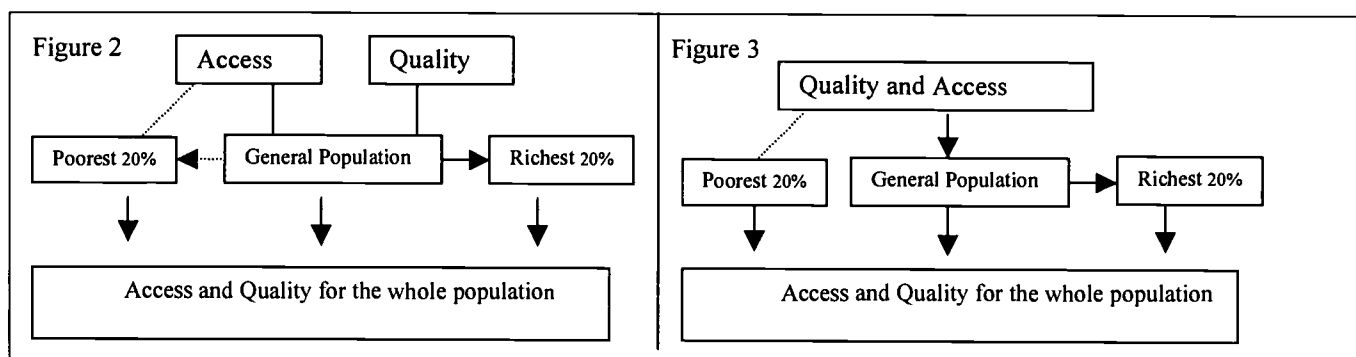 Figure 2
Access
Quality
Poorest 20%
General Population
Richest 20%
Access and Quality for the whole population
Figure 3
Quality and Access
Poorest 20%
General Population
Richest 20%
Access and Quality for the whole population